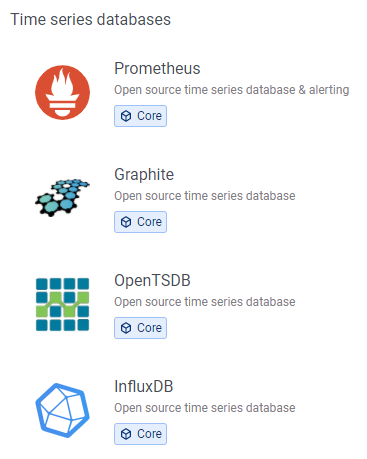 Time series databases
Prometheus
Open source time series database & alerting
Core
Graphite
Open source time series database
Core
OpenTSDB
Open source time series database
Core
InfluxDB
Open source time series database
Core